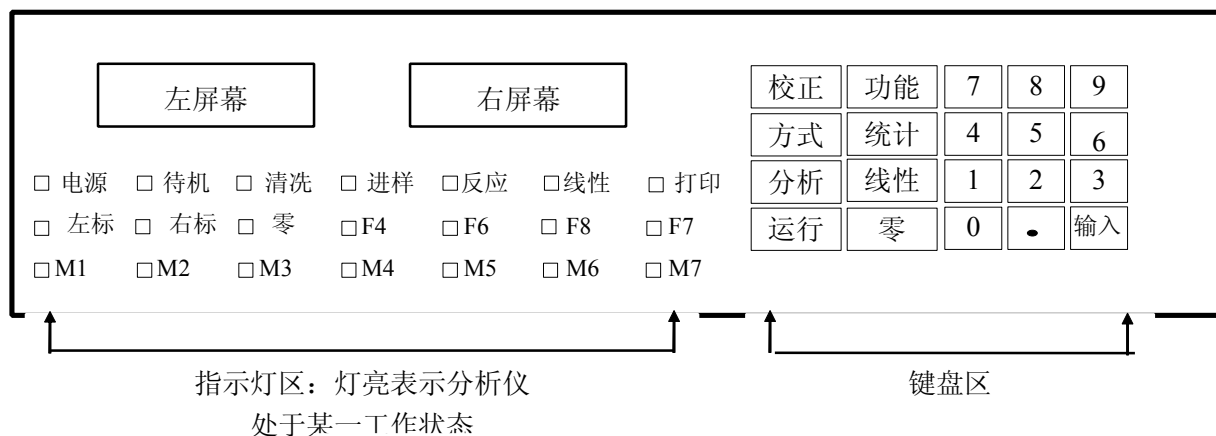 左屏幕 右屏幕 校正 功能 7 8 9
方式 统计 4 5 6
□ 电源 □ 待机 □ 清洗 □ 进样 □反应 □线性 □ 打印 分析 线性 1 2 3
□ 左标 □ 右标 □ 零 □F4 □F6 □ F8 □ F7 运行 零 0 . 输入
□M1 □M2 □M3 □M4 □M5 □ M6 □ M7
指示灯区：灯亮表示分析仪 键盘区
处于某一工作状态